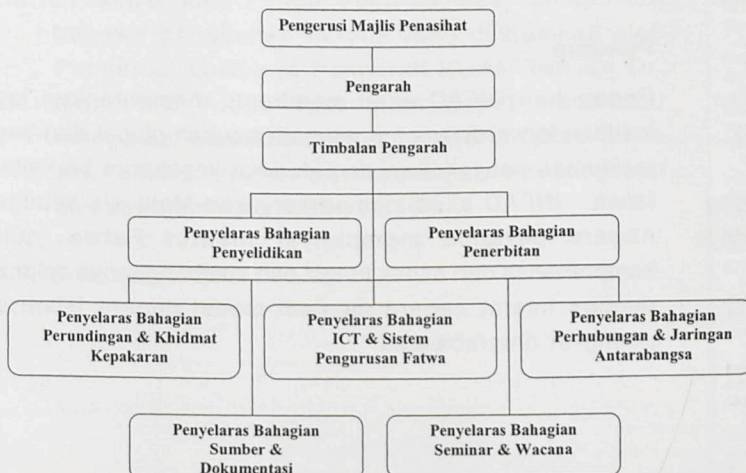 Pengerusi Majlis Penasihat
Pengarah
Timbalan Pengarah
Penyelaras Bahagian
Penyelidikan
Penyelaras Bahagian
Penerbitan
Penyelaras Bahagian
Perundingan & Khidmat
Kepakaran
Penyelaras Bahagian
ICT & Sistem
Pengurusan Fatwa
Penyelaras Bahagian
Perhubungan & Jaringan
Antarabangsa
Penyelaras Bahagian
Sumber &
Dokumentasi
Penyelaras Bahagian
Seminar & Wacana